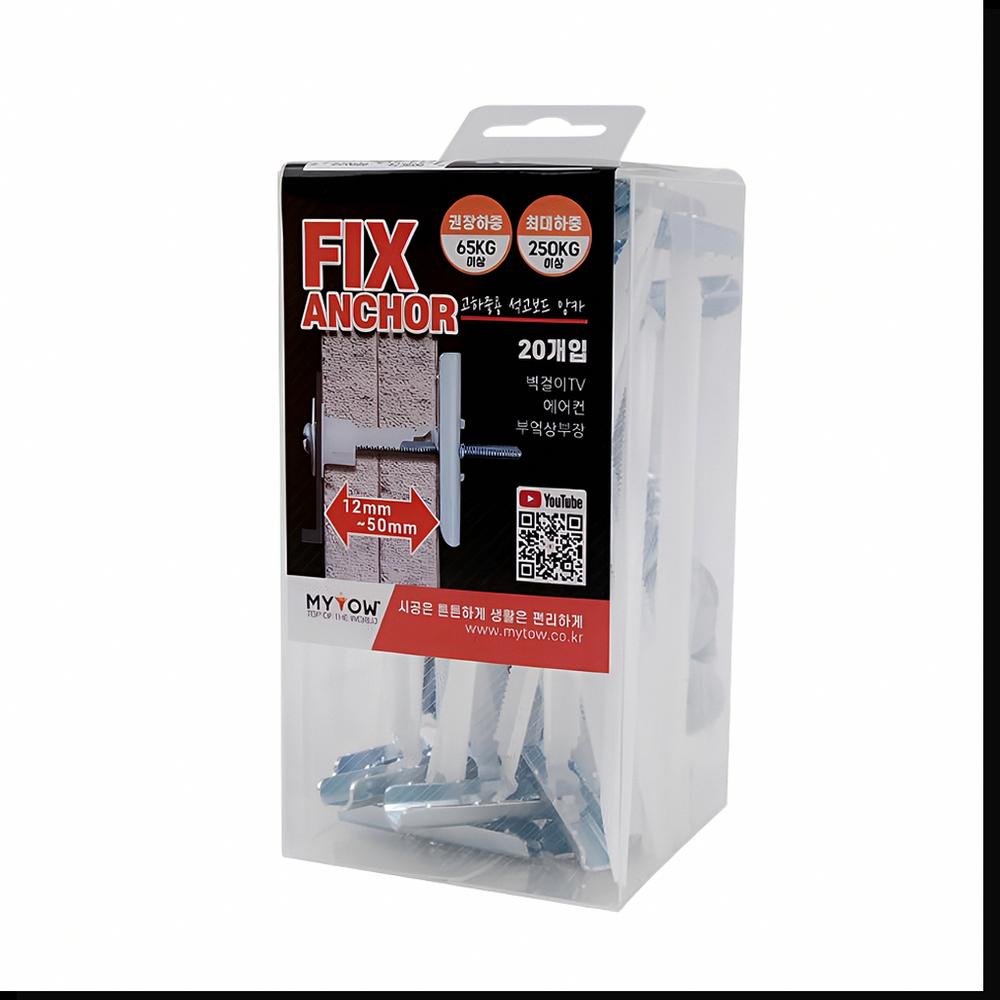 FIX
ANCHOR
권장하중
65KG
이상
최대하중
250KG
이상
고하중용 석고보드 앙카
20개입
벽걸이TV
에어컨
부엌상부장
12mm
~50mm
YouTube
MYTOW
TOP OF THE WORLD
시공은 튼튼하게 생활은 편리하게
www.mytow.co.kr